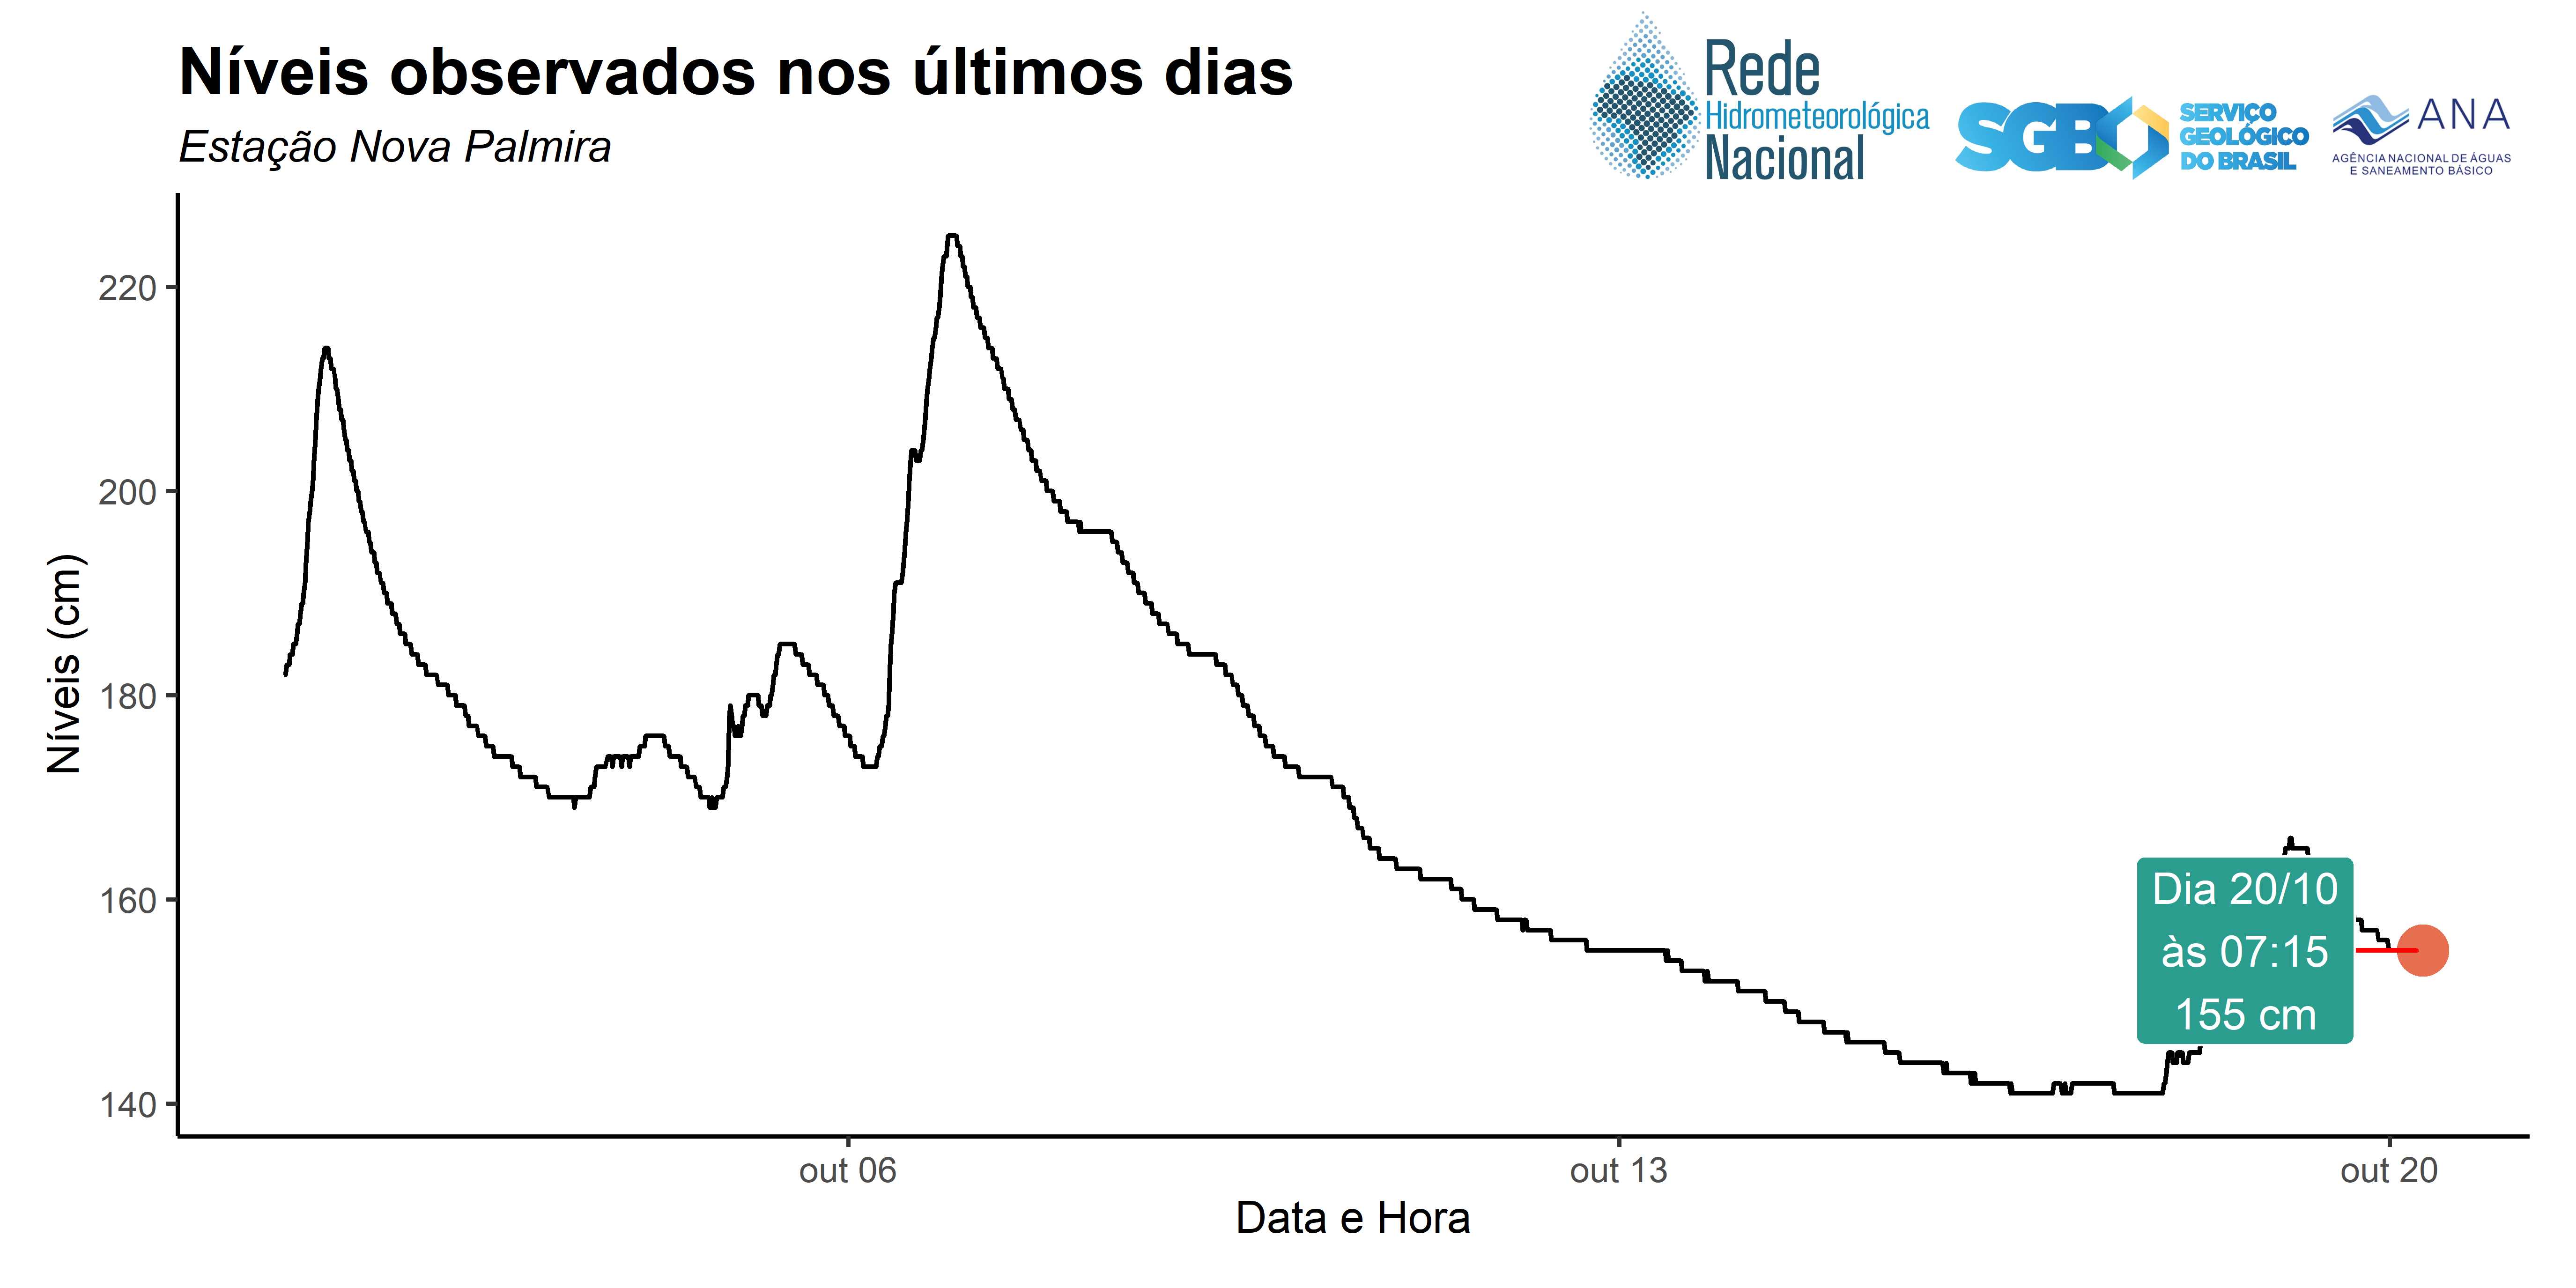 Níveis observados nos últimos dias
Estação Nova Palmira
Rede
Hidrometeorológica
Nacional
SGB
SERVIÇO
GEOLÓGICO
DO BRASIL
ANA
AGÊNCIA NACIONAL DE ÁGUAS
E SANEAMENTO BÁSICO
Níveis (cm)
220
200
180
160
140
Dia 20/10
às 07:15
155 cm
out 06
out 13
out 20
Data e Hora